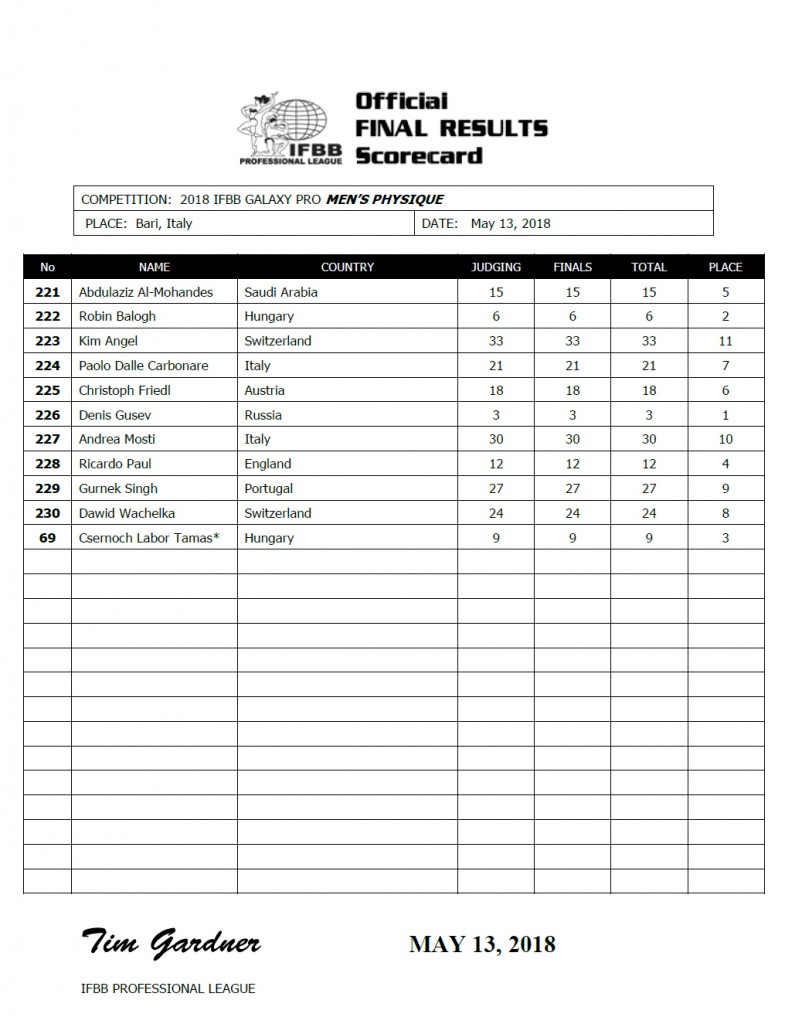 Official
FINAL RESULTS
Scorecard
IFBB
PROFESSIONAL LEAGUE
COMPETITION: 2018 IFBB GALAXY PRO MEN'S PHYSIQUE
PLACE: Bari, Italy DATE: May 13, 2018
No NAME COUNTRY JUDGING FINALS TOTAL PLACE
221 Abdulaziz Al-Mohandes Saudi Arabia 15 15 15 5
222 Robin Balogh Hungary 6 6 6 2
223 Kim Angel Switzerland 33 33 33 11
224 Paolo Dalle Carbonare Italy 21 21 21 7
225 Christoph Friedl Austria 18 18 18 6
226 Denis Gusev Russia 3 3 3 1
227 Andrea Mosti Italy 30 30 30 10
228 Ricardo Paul England 12 12 12 4
229 Gurnek Singh Portugal 27 27 27 9
230 Dawid Wachelka Switzerland 24 24 24 8
69 Csernoch Labor Tamas* Hungary 9 9 9 3
Tim Gardner MAY 13, 2018
IFBB PROFESSIONAL LEAGUE